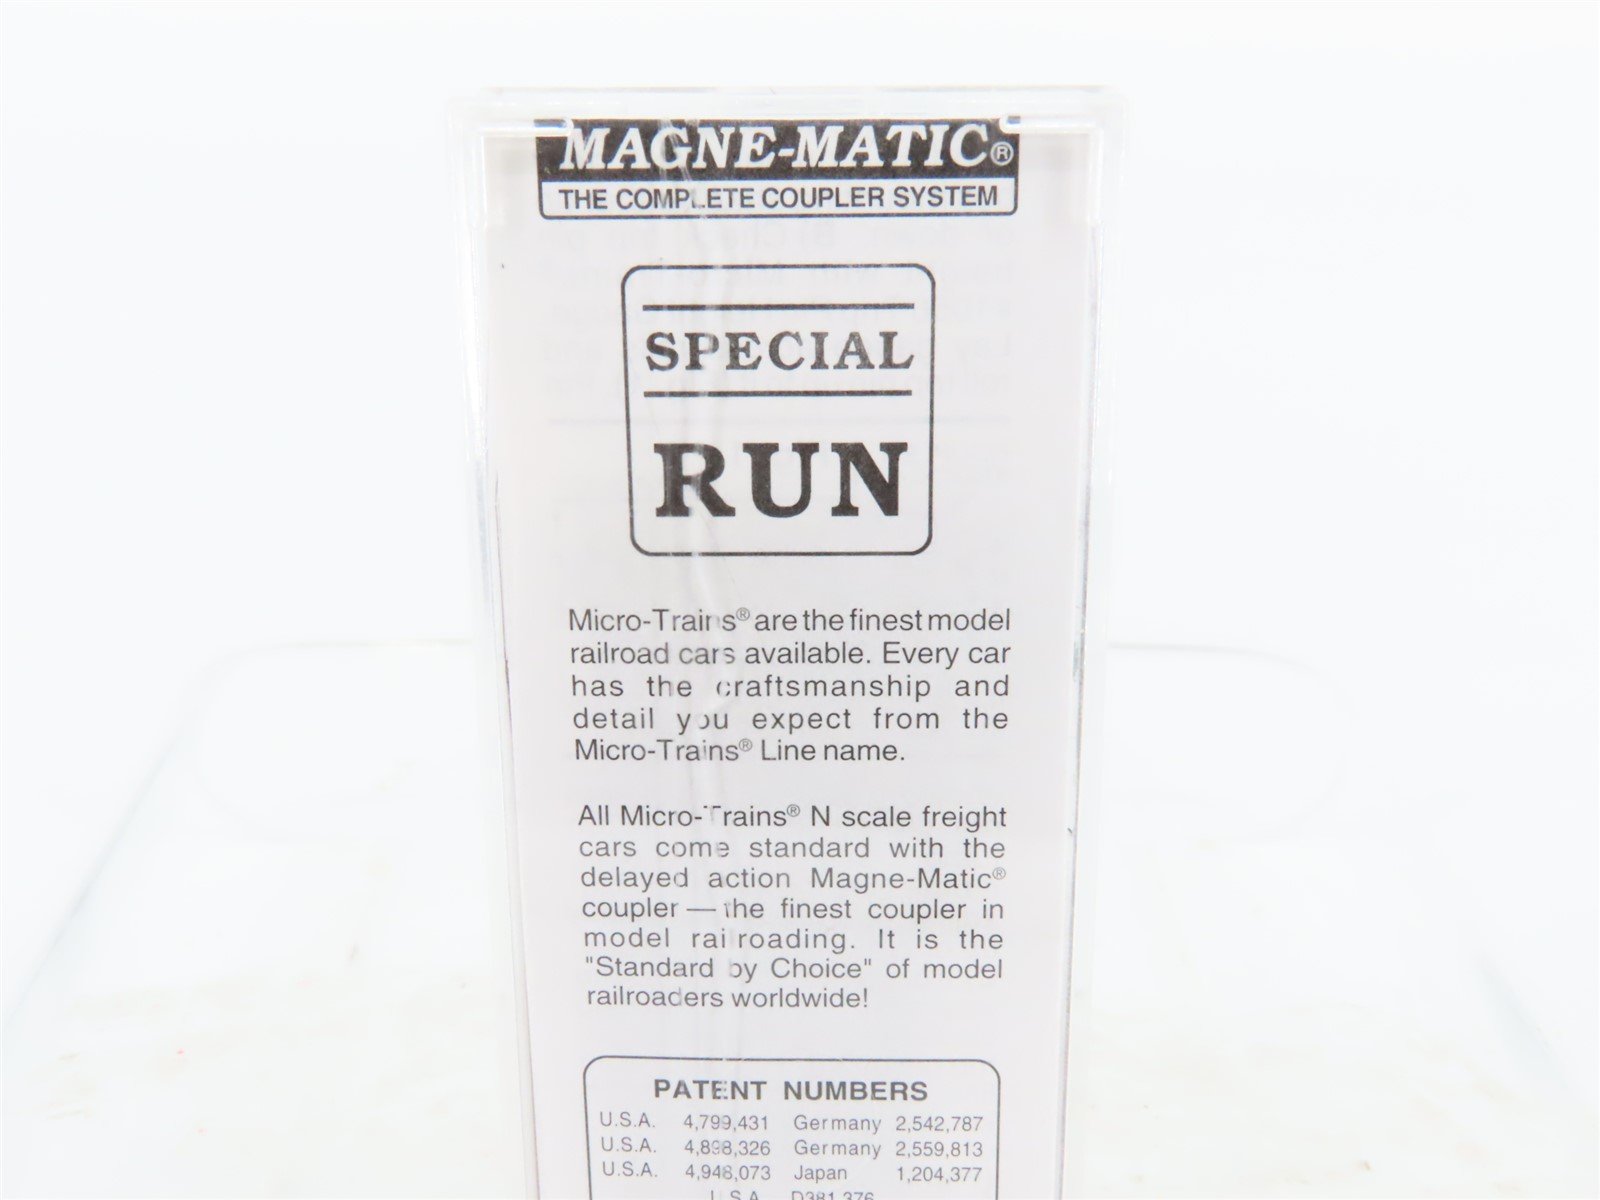 MAGNE-MATIC®
THE COMPLETE COUPLER SYSTEM
SPECIAL
RUN
Micro-Trains® are the finest model
railroad cars available. Every car
has the craftsmanship and
detail you expect from the
Micro-Trains® Line name.
All Micro-Trains® N scale freight
cars come standard with the
delayed action Magne-Matic®
coupler — the finest coupler in
model railroading. It is the
"Standard by Choice" of model
railroaders worldwide!
PATENT NUMBERS
U.S.A. 4,799,431 Germany 2,542,787
U.S.A. 4,898,326 Germany 2,559,813
U.S.A. 4,946,073 Japan 1,204,377
U.S.A. D381,376